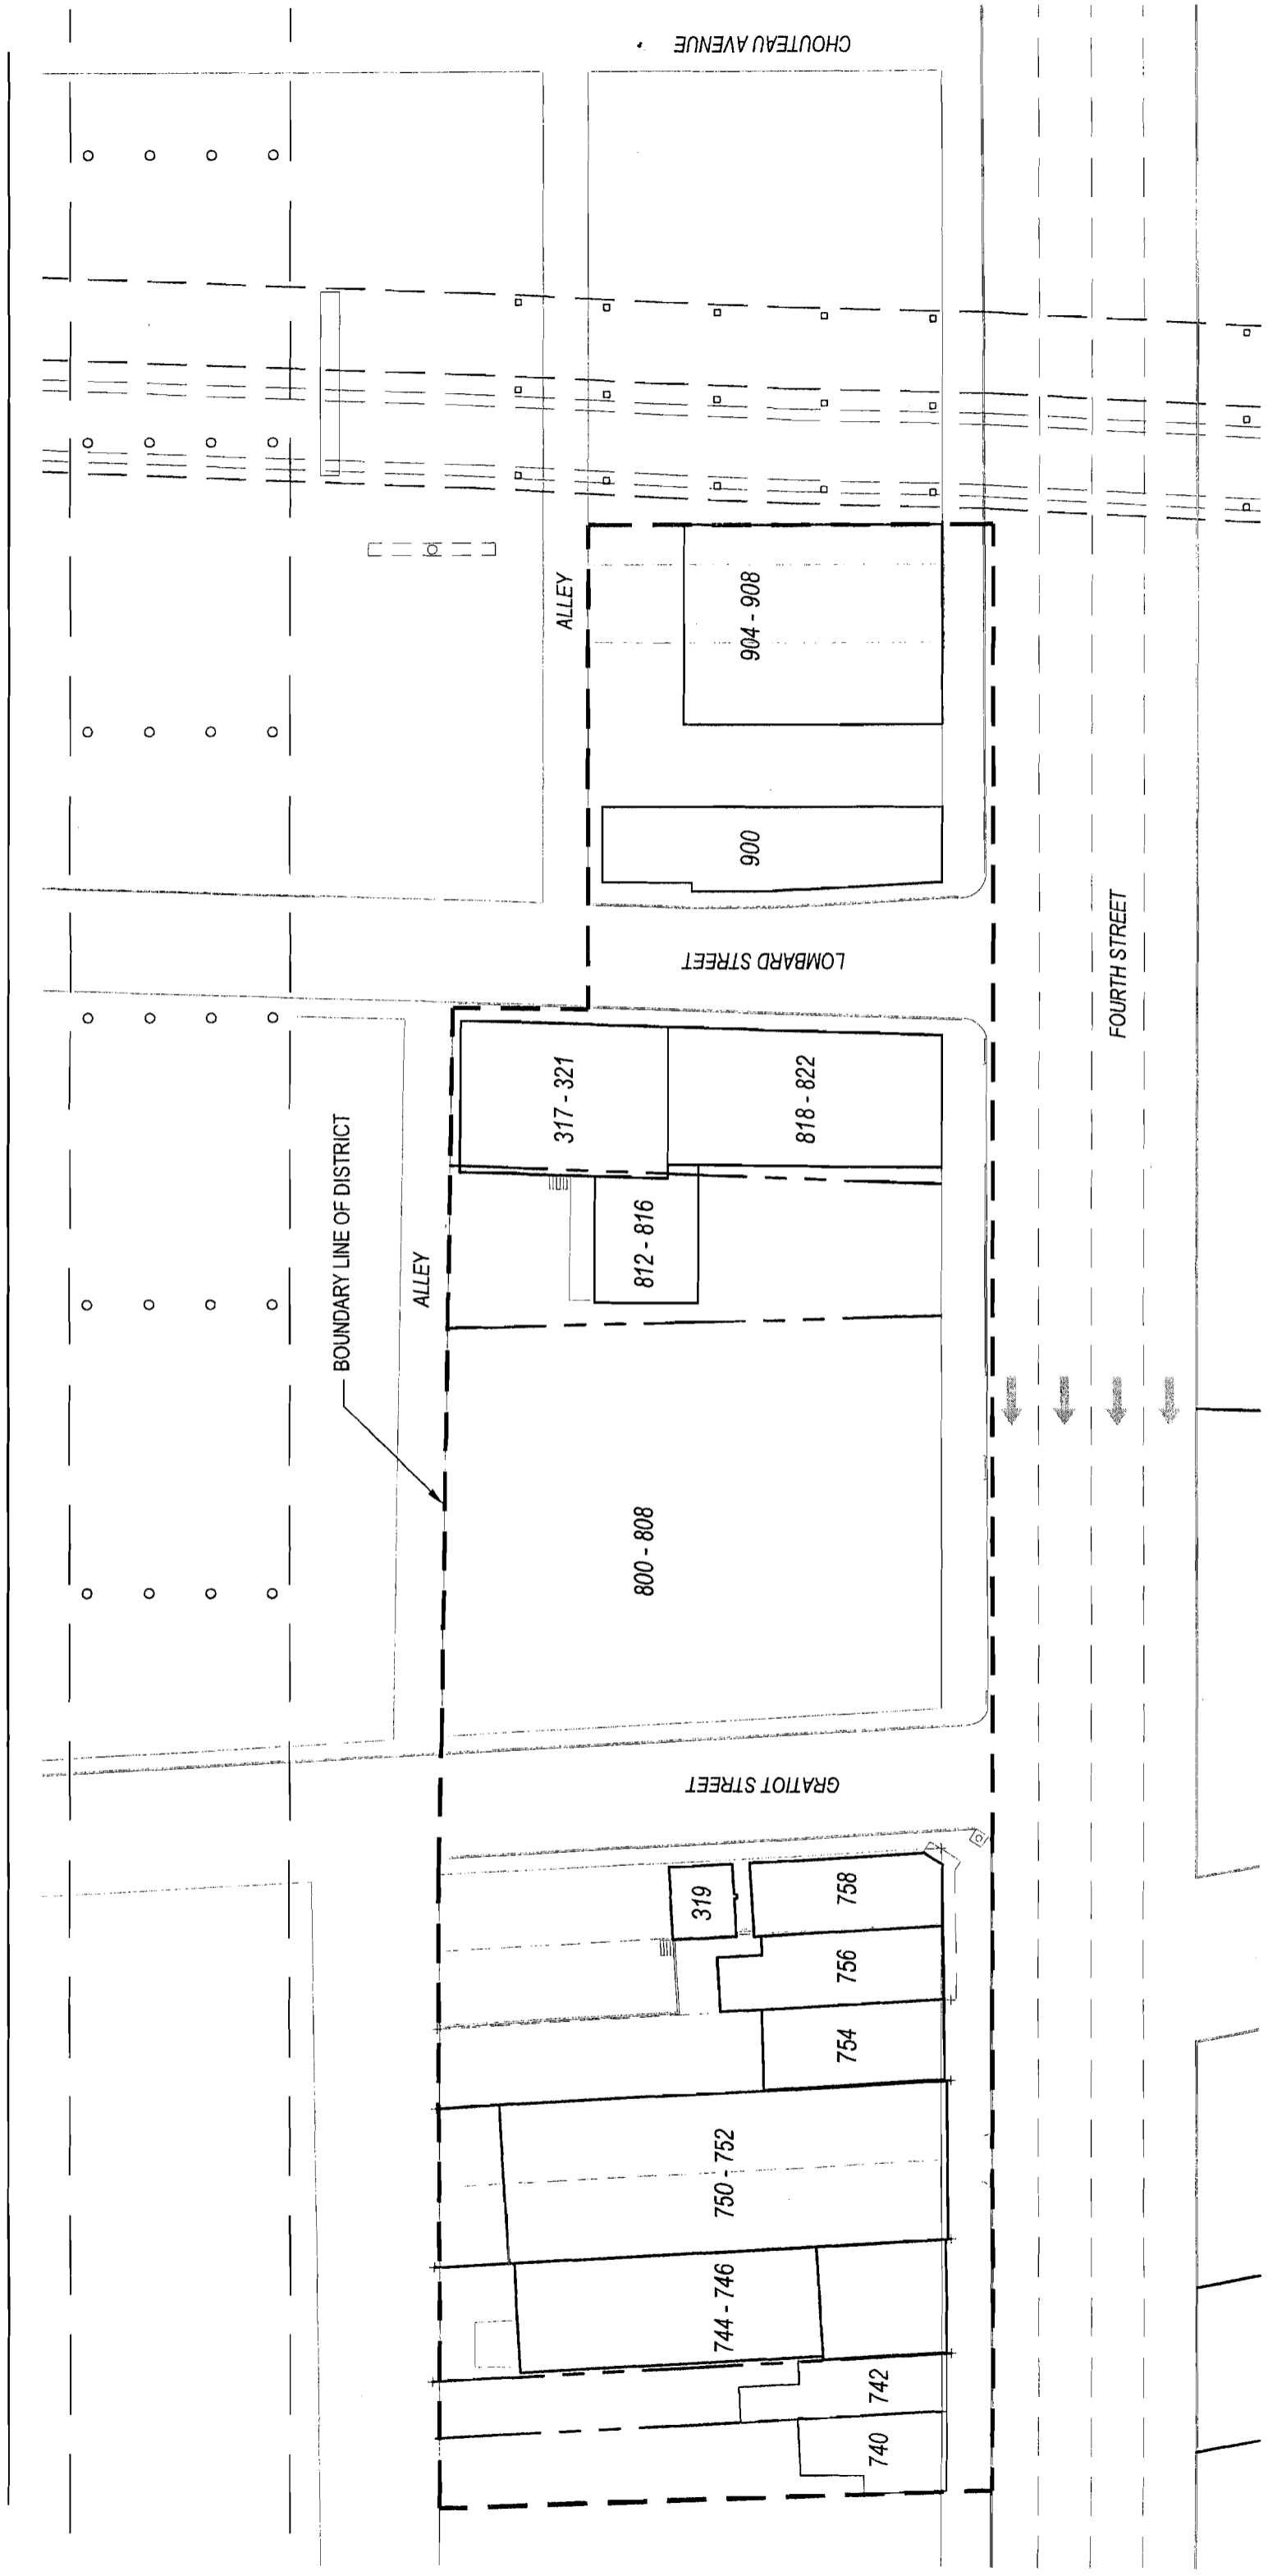 CHOUTEAU AVENUE
ALLEY
904 - 908
900
LOMBARD STREET
FOURTH STREET
317 - 321
818 - 822
BOUNDARY LINE OF DISTRICT
ALLEY
812 - 816
800 - 808
GRATIOT STREET
319
758
756
754
750 - 752
744 - 746
742
740